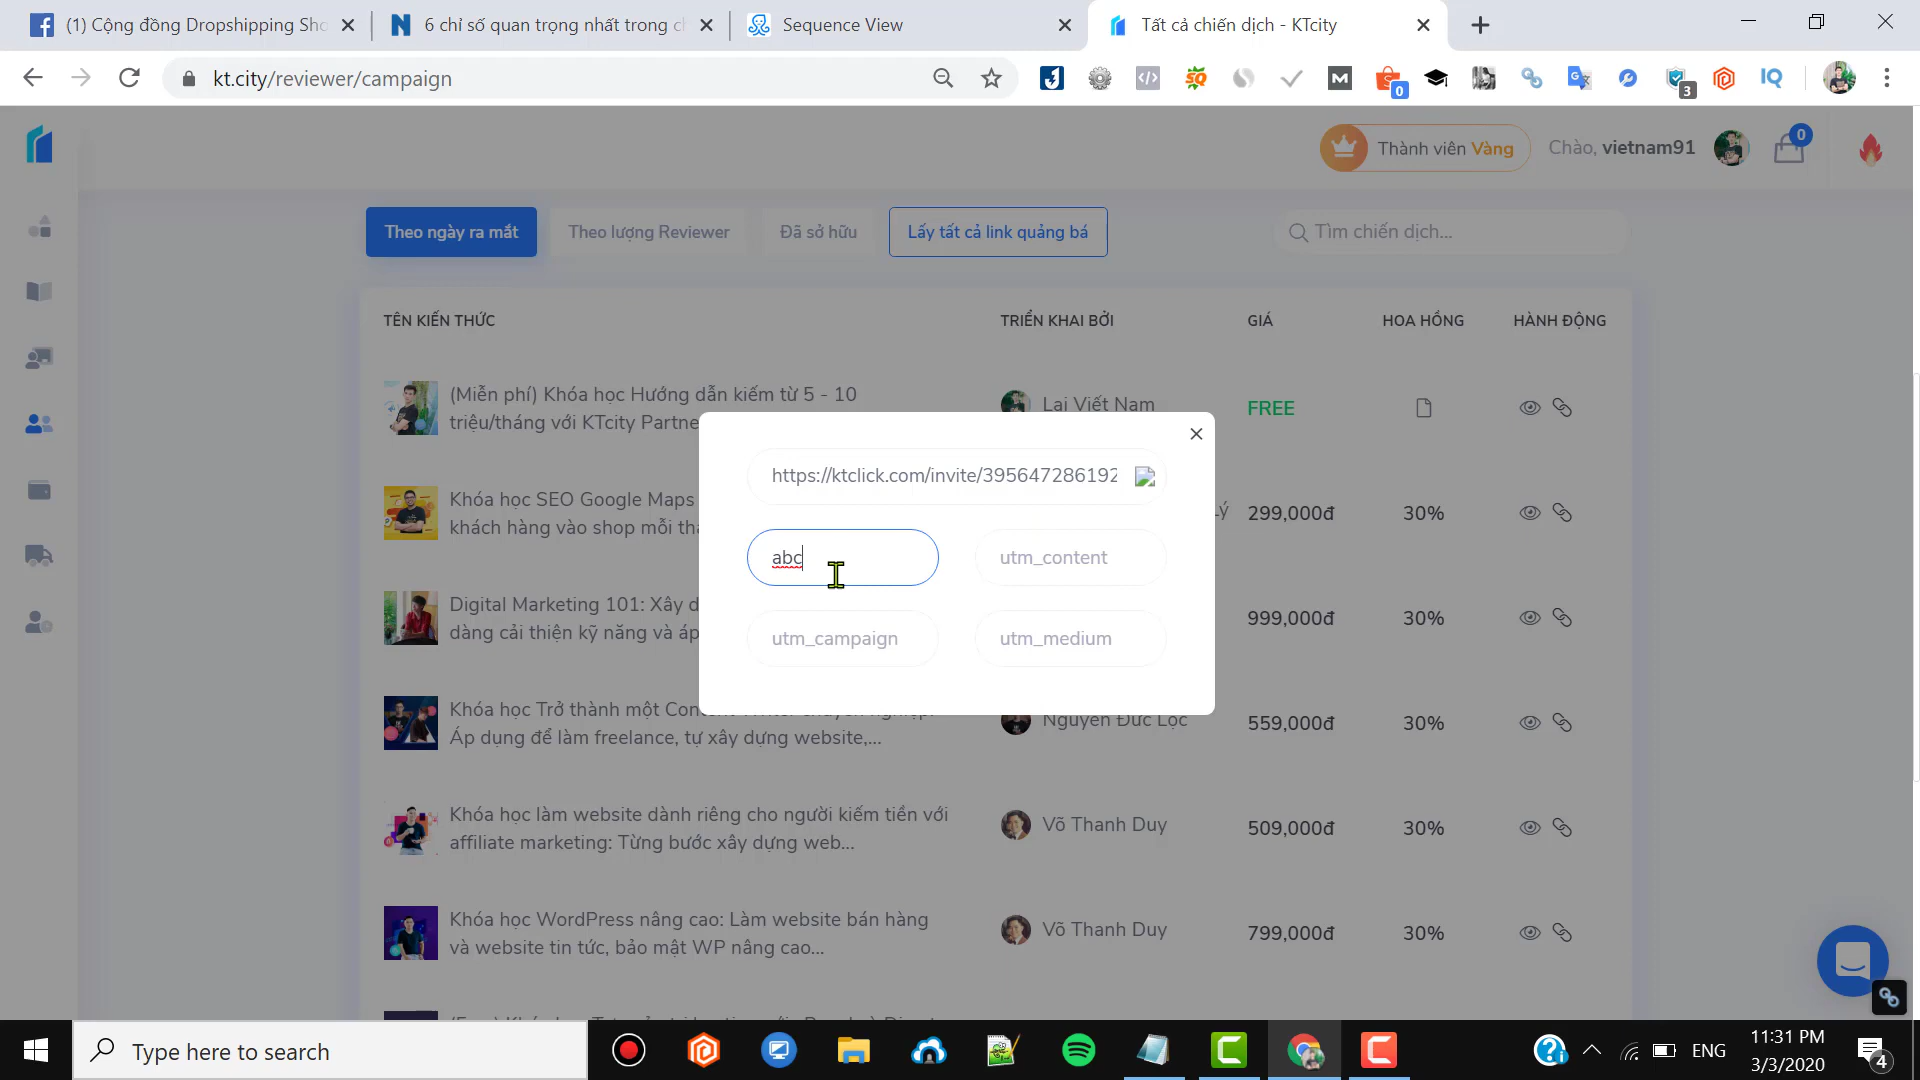 (1) Cộng đồng Dropshipping Sho
6 chỉ số quan trọng nhất trong ch
Sequence View
Tất cả chiến dịch - KTcity
kt.city/reviewer/campaign
0
3
IQ
Thành viên Vàng
Chào, vietnam91
0
Theo ngày ra mắt
Theo lượng Reviewer
Đã sở hữu
Lấy tất cả link quảng bá
Tìm chiến dịch...
TÊN KIẾN THỨC
TRIỂN KHAI BỞI
GIÁ
HOA HỒNG
HÀNH ĐỘNG
(Miễn phí) Khóa học Hướng dẫn kiếm từ 5 - 10
triệu/tháng với KTcity Partne
Lại Viết Nam
FREE
https://ktclick.com/invite/395647286192
Khóa học SEO Google Maps
khách hàng vào shop mỗi th
Lý
299,000đ
30%
abc
utm_content
Digital Marketing 101: Xây d
dàng cải thiện kỹ năng và áp
999,000đ
30%
utm_campaign
utm_medium
Khóa học Trở thành một
Áp dụng để làm freelance, tự xây dựng website,...
Nguyễn Đức Lộc
559,000đ
30%
Khóa học làm website dành riêng cho người kiếm tiền với
affiliate marketing: Từng bước xây dựng web...
Võ Thanh Duy
509,000đ
30%
Khóa học WordPress nâng cao: Làm website bán hàng
và website tin tức, bảo mật WP nâng cao...
Võ Thanh Duy
799,000đ
30%
Type here to search
ENG
11:31 PM
3/3/2020
4